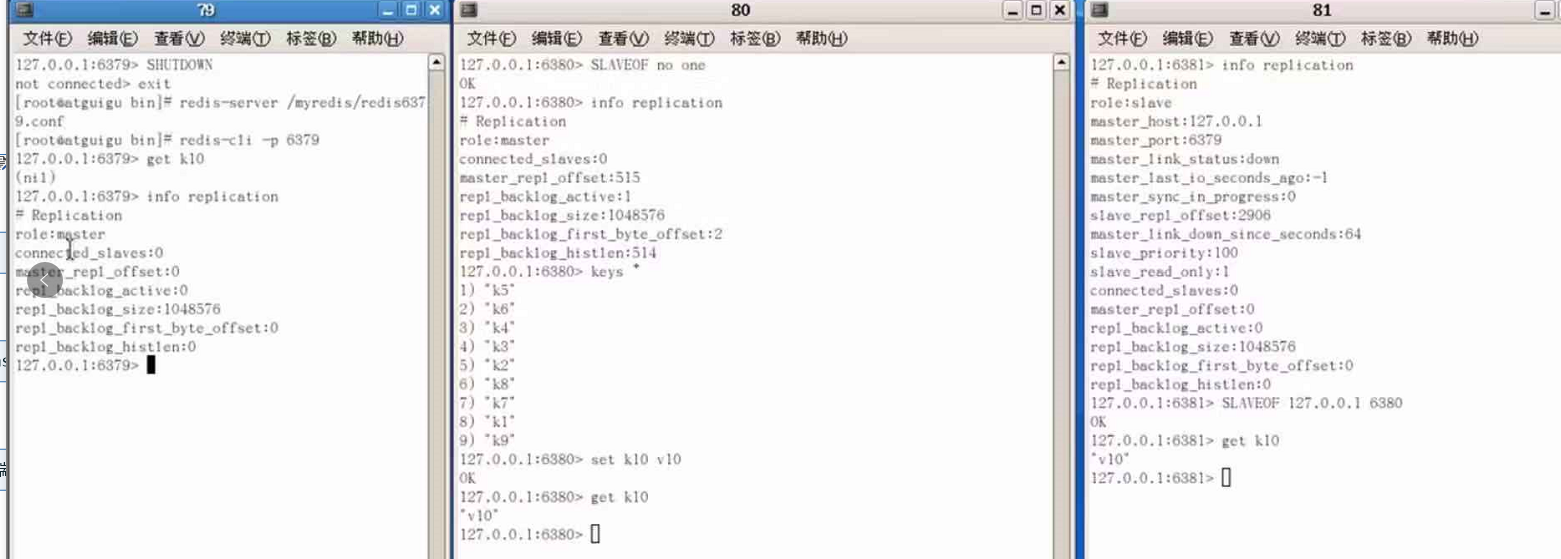 79
文件(F) 编辑(E) 查看(V) 终端(T) 标签(B) 帮助(H)
127.0.0.1:6379> SHUTDOWN
not connected> exit
[root@atguigu bin]# redis-server /myredis/redis637
9.conf
[root@atguigu bin]# redis-cli -p 6379
127.0.0.1:6379> get k10
(nil)
127.0.0.1:6379> info replication
# Replication
role:master
connected_slaves:0
master_repl_offset:0
repl_backlog_active:0
repl_backlog_size:1048576
repl_backlog_first_byte_offset:0
repl_backlog_histlen:0
127.0.0.1:6379>
80
文件(F) 编辑(E) 查看(V) 终端(T) 标签(B) 帮助(H)
127.0.0.1:6380> SLAVEOF no one
OK
127.0.0.1:6380> info replication
# Replication
role:master
connected_slaves:0
master_repl_offset:515
repl_backlog_active:1
repl_backlog_size:1048576
repl_backlog_first_byte_offset:2
repl_backlog_histlen:514
127.0.0.1:6380> keys *
1) "k5"
2) "k6"
3) "k4"
4) "k3"
5) "k2"
6) "k8"
7) "k7"
8) "k1"
9) "k9"
127.0.0.1:6380> set k10 v10
OK
127.0.0.1:6380> get k10
"v10"
127.0.0.1:6380>
81
文件(F) 编辑(E) 查看(V) 终端(T) 标签(B) 帮助(H)
127.0.0.1:6381> info replication
# Replication
role:slave
master_host:127.0.0.1
master_port:6379
master_link_status:down
master_last_io_seconds_ago:-1
master_sync_in_progress:0
slave_repl_offset:2906
master_link_down_since_seconds:64
slave_priority:100
slave_read_only:1
connected_slaves:0
master_repl_offset:0
repl_backlog_active:0
repl_backlog_size:1048576
repl_backlog_first_byte_offset:0
repl_backlog_histlen:0
127.0.0.1:6381> SLAVEOF 127.0.0.1 6380
OK
127.0.0.1:6381> get k10
"v10"
127.0.0.1:6381>